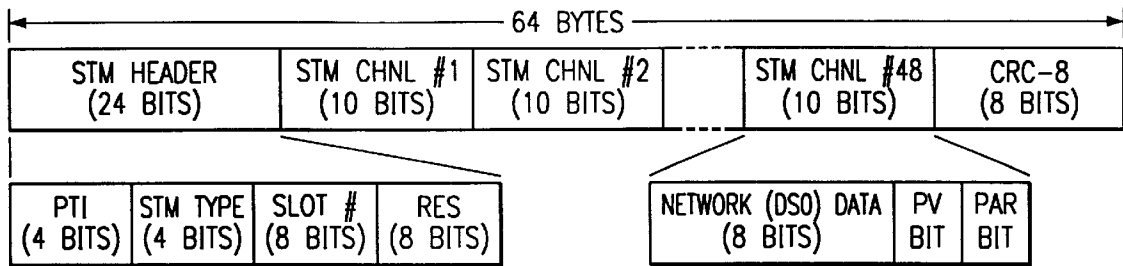 64 BYTES
STM HEADER
(24 BITS)
STM CHNL #1
(10 BITS)
STM CHNL #2
(10 BITS)
STM CHNL #48
(10 BITS)
CRC-8
(8 BITS)
PTI
(4 BITS)
STM TYPE
(4 BITS)
SLOT #
(8 BITS)
RES
(8 BITS)
NETWORK (DS0) DATA
(8 BITS)
PV
BIT
PAR
BIT